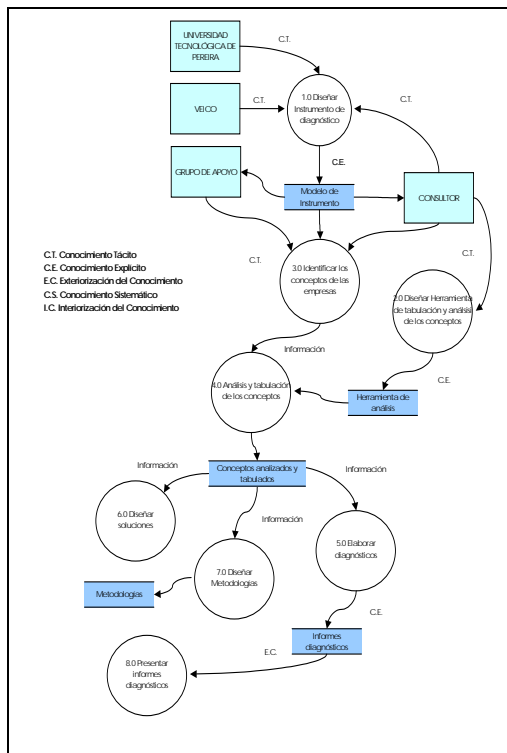 UNIVERSIDAD
TECNOLÓGICA DE
PEREIRA
C.T.
VEICO
C.T.
1.0 Diseñar
Instrumento de
diagnóstico
C.T.
GRUPO DE APOYO
C.E.
Modelo de
Instrumento
CONSULTOR
C.T. Conocimiento Tácito
C.E. Conocimiento Explícito
E.C. Exteriorización del Conocimiento
C.S. Conocimiento Sistemático
I.C. Interiorización del Conocimiento
C.T.
3.0 Identificar los
conceptos de las
empresas
C.T.
2.0 Diseñar Herramienta
de tabulación y análisis
de los conceptos
Información
4.0 Análisis y tabulación
de los conceptos
C.E.
Herramienta de
análisis
Información
Conceptos analizados y
tabulados
Información
6.0 Diseñar
soluciones
Información
5.0 Elaborar
diagnósticos
7.0 Diseñar
Metodologías
Metodologías
C.E.
Informes
diagnósticos
E.C.
8.0 Presentar
informes
diagnósticos